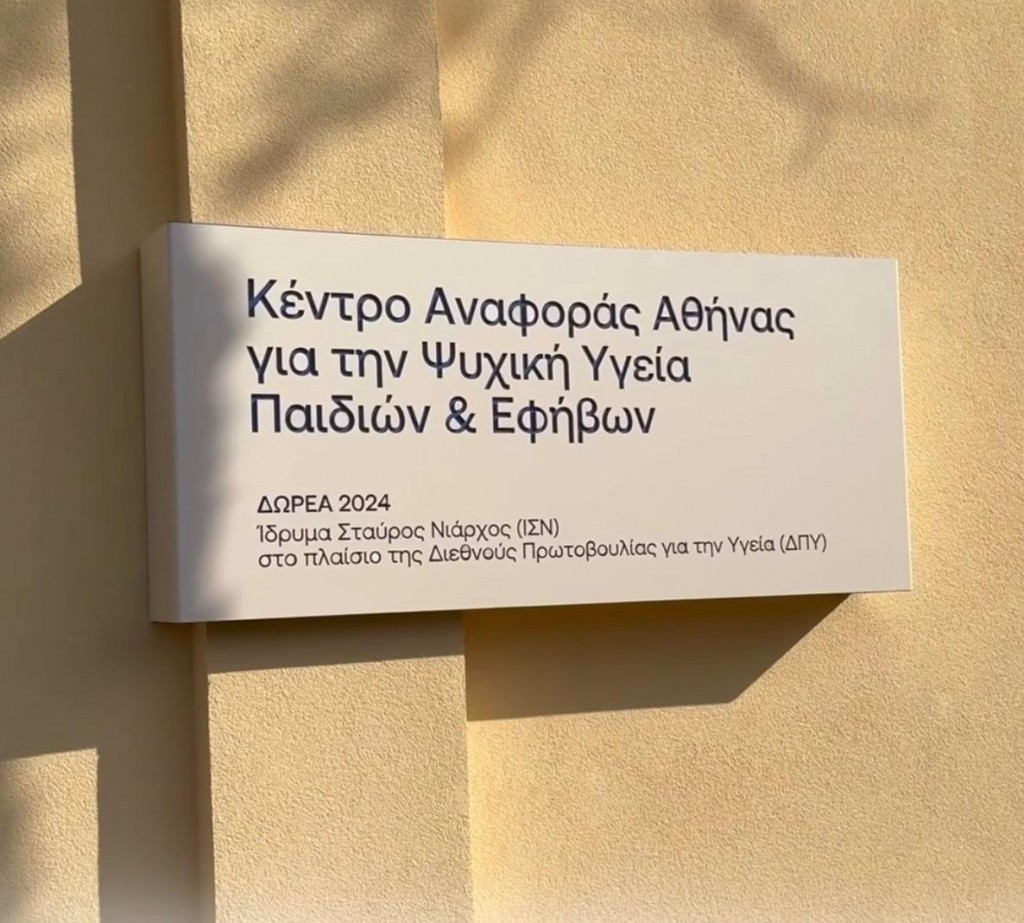 Κέντρο Αναφοράς Αθήνας
για την Ψυχική Υγεία
Παιδιών & Εφήβων
ΔΩΡΕΑ 2024
Ίδρυμα Σταύρος Νιάρχος (ΙΣΝ)
στο πλαίσιο της Διεθνούς Πρωτοβουλίας για την Υγεία (ΔΠΥ)